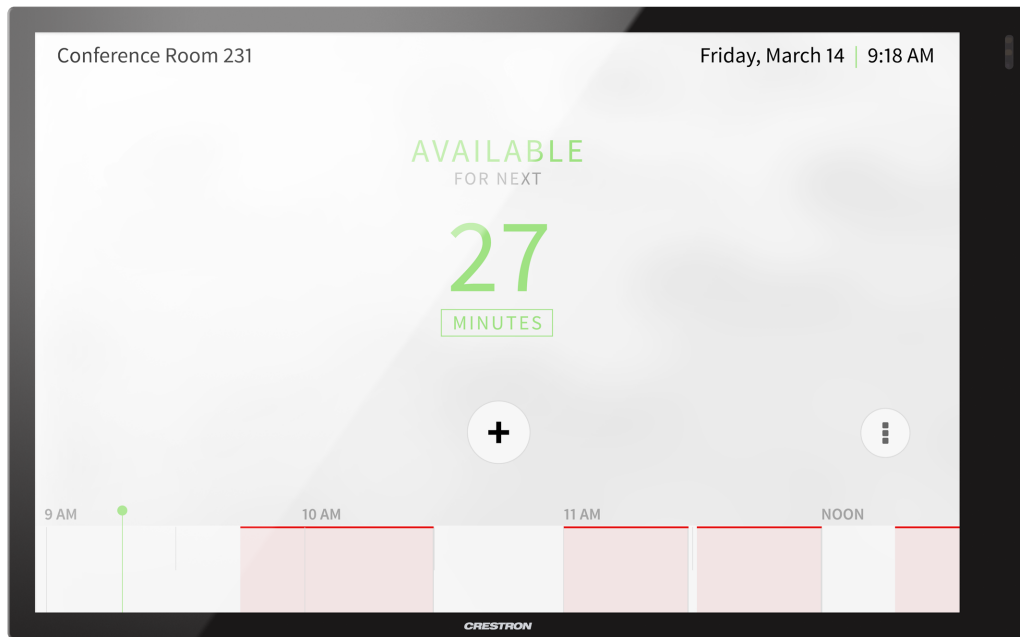 Conference Room 231
Friday, March 14 | 9:18 AM
AVAILABLE
FOR NEXT
27
MINUTES
9 AM 10 AM 11 AM NOON
CRESTRON